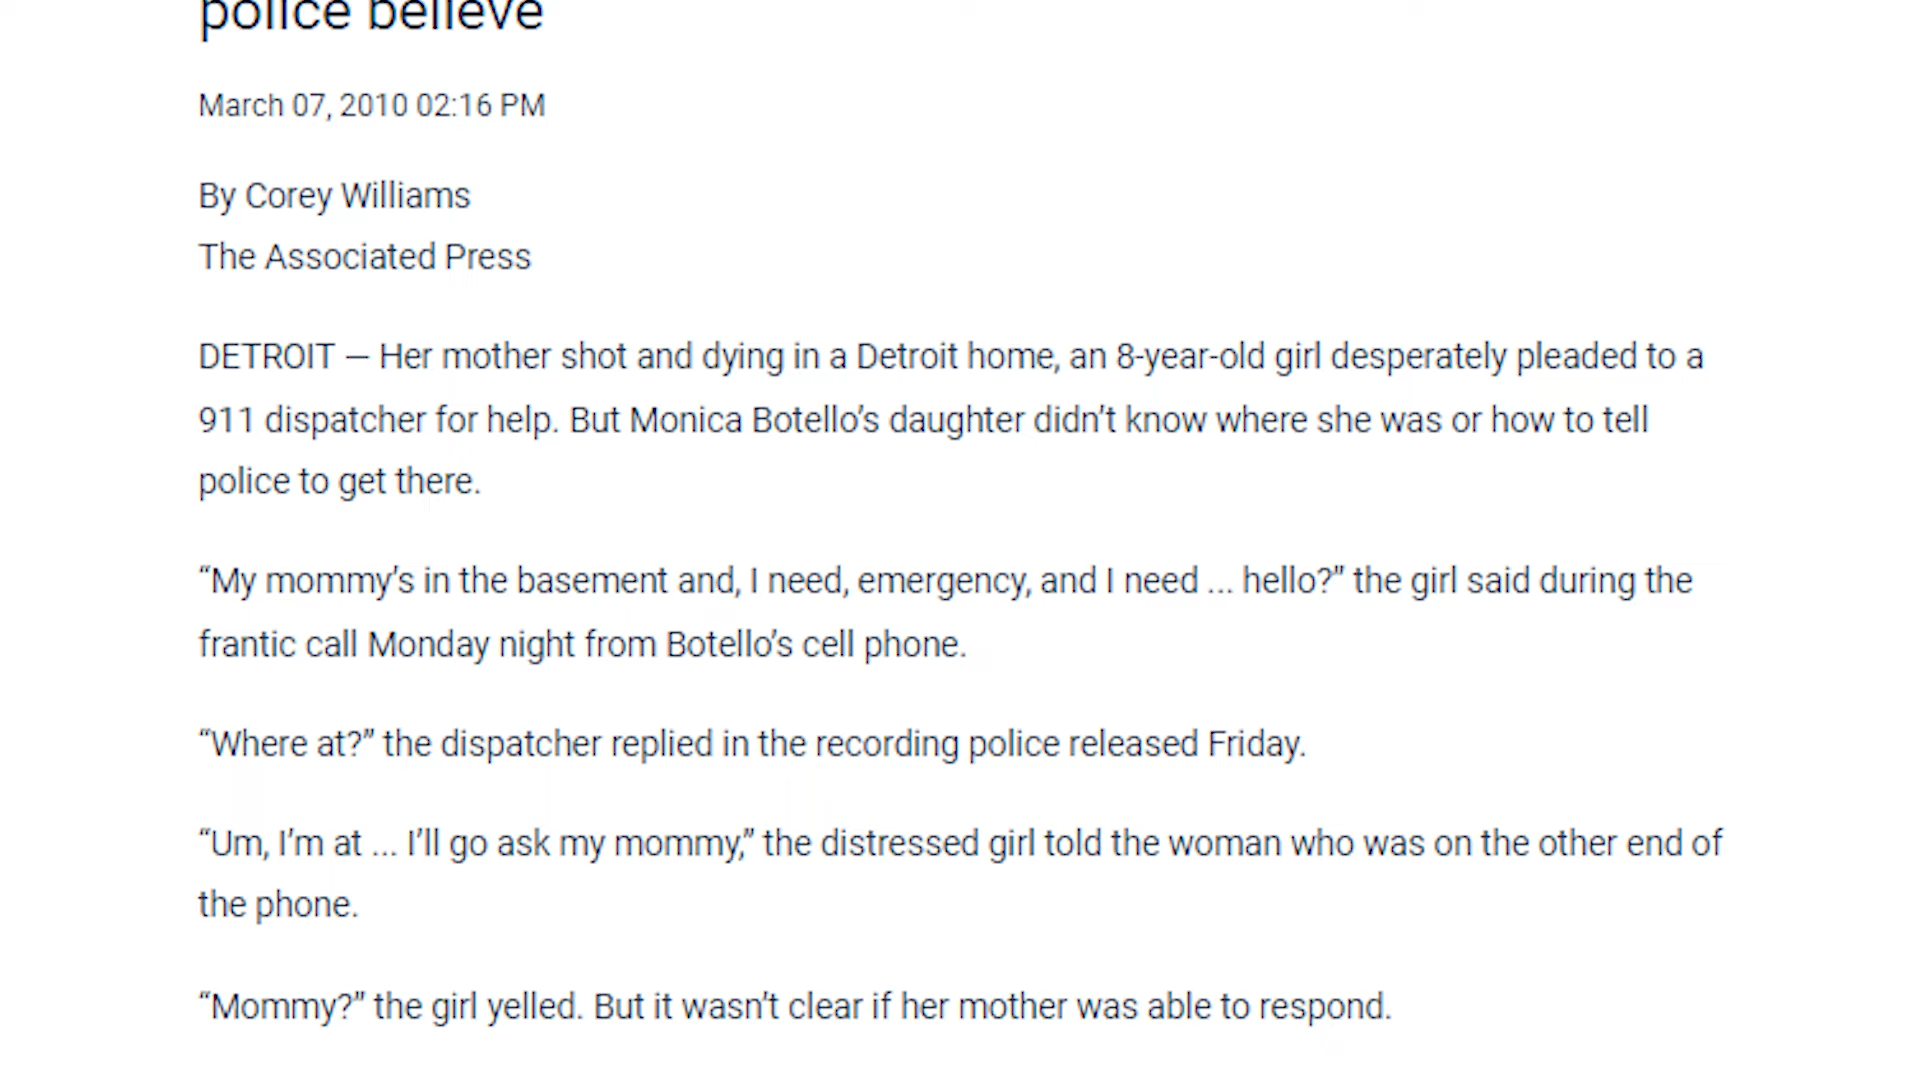 police believe
March 07, 2010 02:16 PM
By Corey Williams
The Associated Press
DETROIT — Her mother shot and dying in a Detroit home, an 8-year-old girl desperately pleaded to a
911 dispatcher for help. But Monica Botello’s daughter didn’t know where she was or how to tell
police to get there.
“My mommy’s in the basement and, I need, emergency, and I need ... hello?” the girl said during the
frantic call Monday night from Botello’s cell phone.
“Where at?” the dispatcher replied in the recording police released Friday.
“Um, I’m at ... I’ll go ask my mommy,” the distressed girl told the woman who was on the other end of
the phone.
“Mommy?” the girl yelled. But it wasn’t clear if her mother was able to respond.